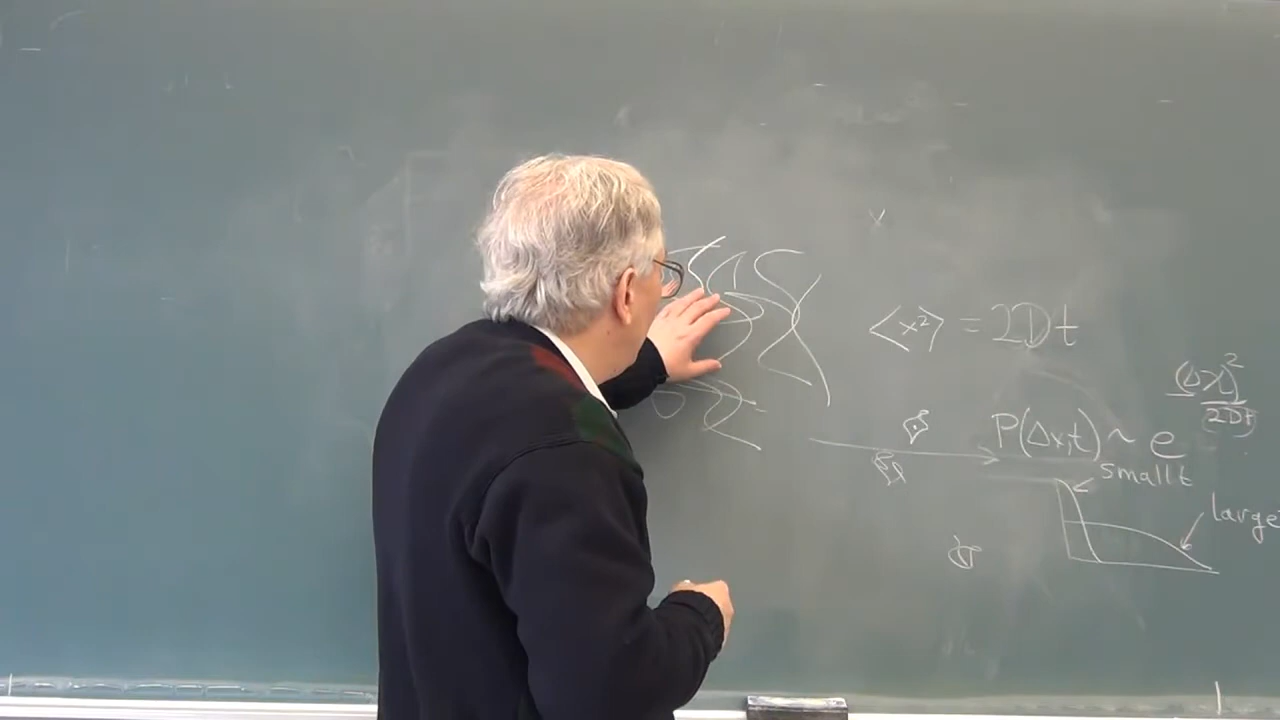 <x²> = 2Dt
P(Δx,t) ~ e (Δx)²/2Dt
small t
large